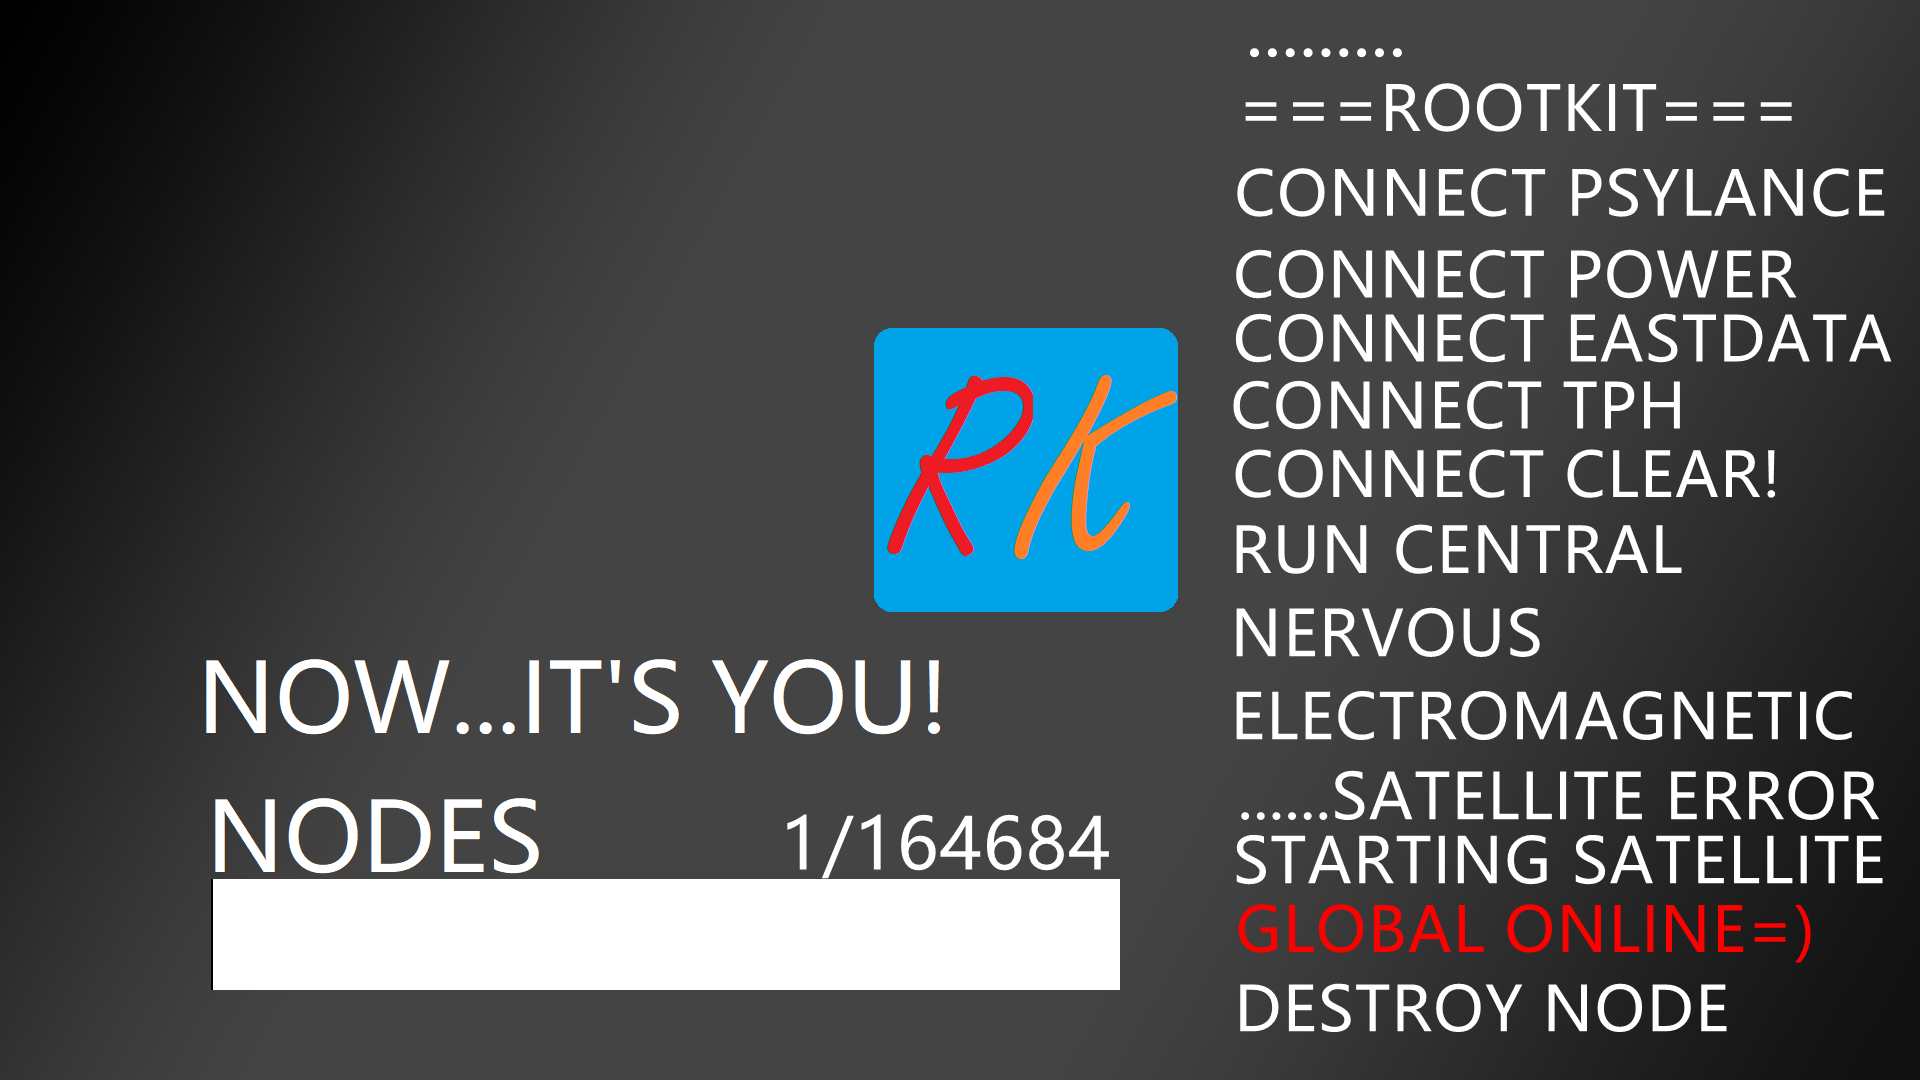 .........
===ROOTKIT===
CONNECT PSYLANCE
CONNECT POWER
CONNECT EASTDATA
CONNECT TPH
CONNECT CLEAR!
RUN CENTRAL
NERVOUS
ELECTROMAGNETIC
......SATELLITE ERROR
STARTING SATELLITE
GLOBAL ONLINE=)
DESTROY NODE
RK
NOW...IT'S YOU!
NODES 1/164684